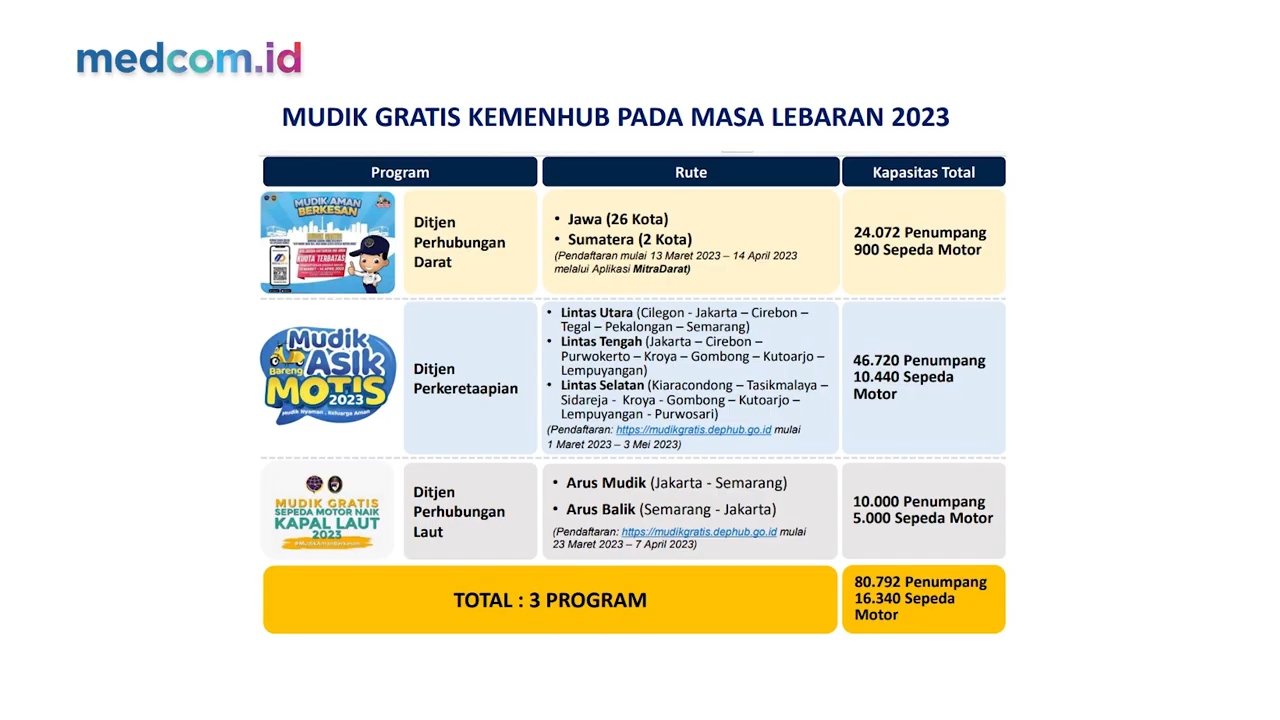 medcom.id
MUDIK GRATIS KEMENHUB PADA MASA LEBARAN 2023
Program
Rute
Kapasitas Total
MUDIK AMAN
BERKESAN
KUOTA TERBATAS
Ditjen
Perhubungan
Darat
• Jawa (26 Kota)
• Sumatera (2 Kota)
(Pendaftaran mulai 13 Maret 2023 – 14 April 2023
melalui Aplikasi MitraDarat)
24.072 Penumpang
900 Sepeda Motor
Mudik
ASIK
Bareng
MOTIS
2023
Mudik Nyaman, Keluarga Aman
Ditjen
Perkeretaapian
• Lintas Utara (Cilegon - Jakarta – Cirebon –
Tegal – Pekalongan – Semarang)
• Lintas Tengah (Jakarta – Cirebon –
Purwokerto – Kroya – Gombong – Kutoarjo –
Lempuyangan)
• Lintas Selatan (Kiaracondong – Tasikmalaya –
Sidareja - Kroya - Gombong – Kutoarjo –
Lempuyangan - Purwosari)
(Pendaftaran: https://mudikgratis.dephub.go.id mulai
1 Maret 2023 – 3 Mei 2023)
46.720 Penumpang
10.440 Sepeda
Motor
MUDIK GRATIS
SEPEDA MOTOR NAIK
KAPAL LAUT
2023
#MudikAmanBerkesan
Ditjen
Perhubungan
Laut
• Arus Mudik (Jakarta - Semarang)
• Arus Balik (Semarang - Jakarta)
(Pendaftaran: https://mudikgratis.dephub.go.id mulai
23 Maret 2023 – 7 April 2023)
10.000 Penumpang
5.000 Sepeda Motor
TOTAL : 3 PROGRAM
80.792 Penumpang
16.340 Sepeda
Motor